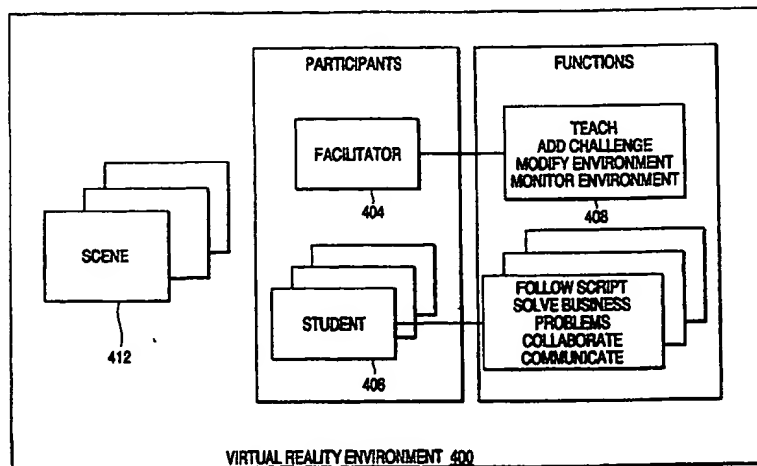 PARTICIPANTS
FUNCTIONS
FACILITATOR
404
TEACH
ADD CHALLENGE
MODIFY ENVIRONMENT
MONITOR ENVIRONMENT
408
SCENE
412
STUDENT
406
FOLLOW SCRIPT
SOLVE BUSINESS
PROBLEMS
COLLABORATE
COMMUNICATE
VIRTUAL REALITY ENVIRONMENT 400